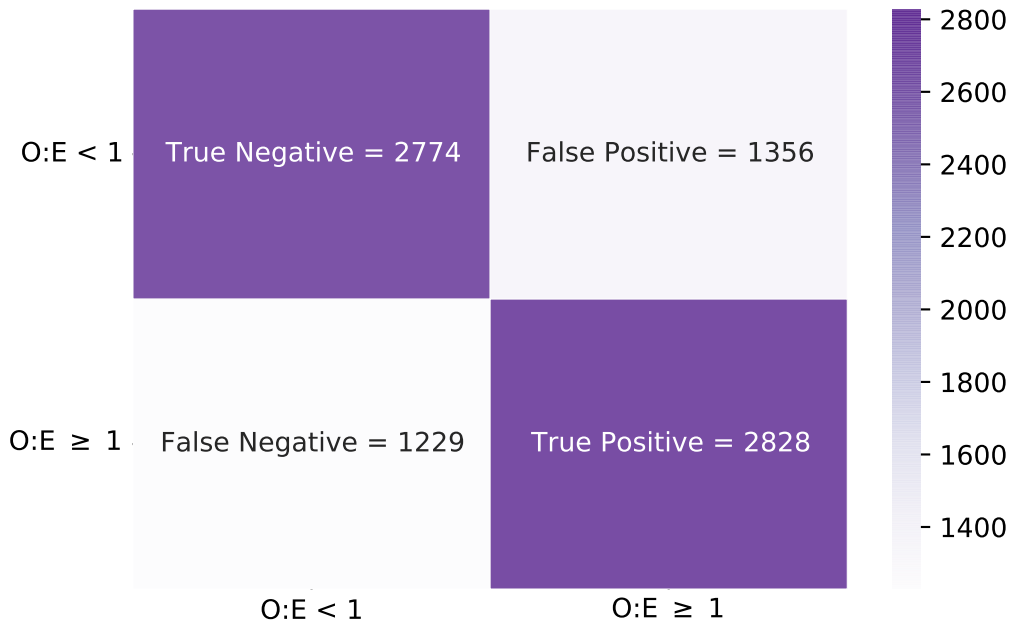 O:E < 1
True Negative = 2774
False Positive = 1356
O:E ≥ 1
False Negative = 1229
True Positive = 2828
O:E < 1
O:E ≥ 1
2800
2600
2400
2200
2000
1800
1600
1400